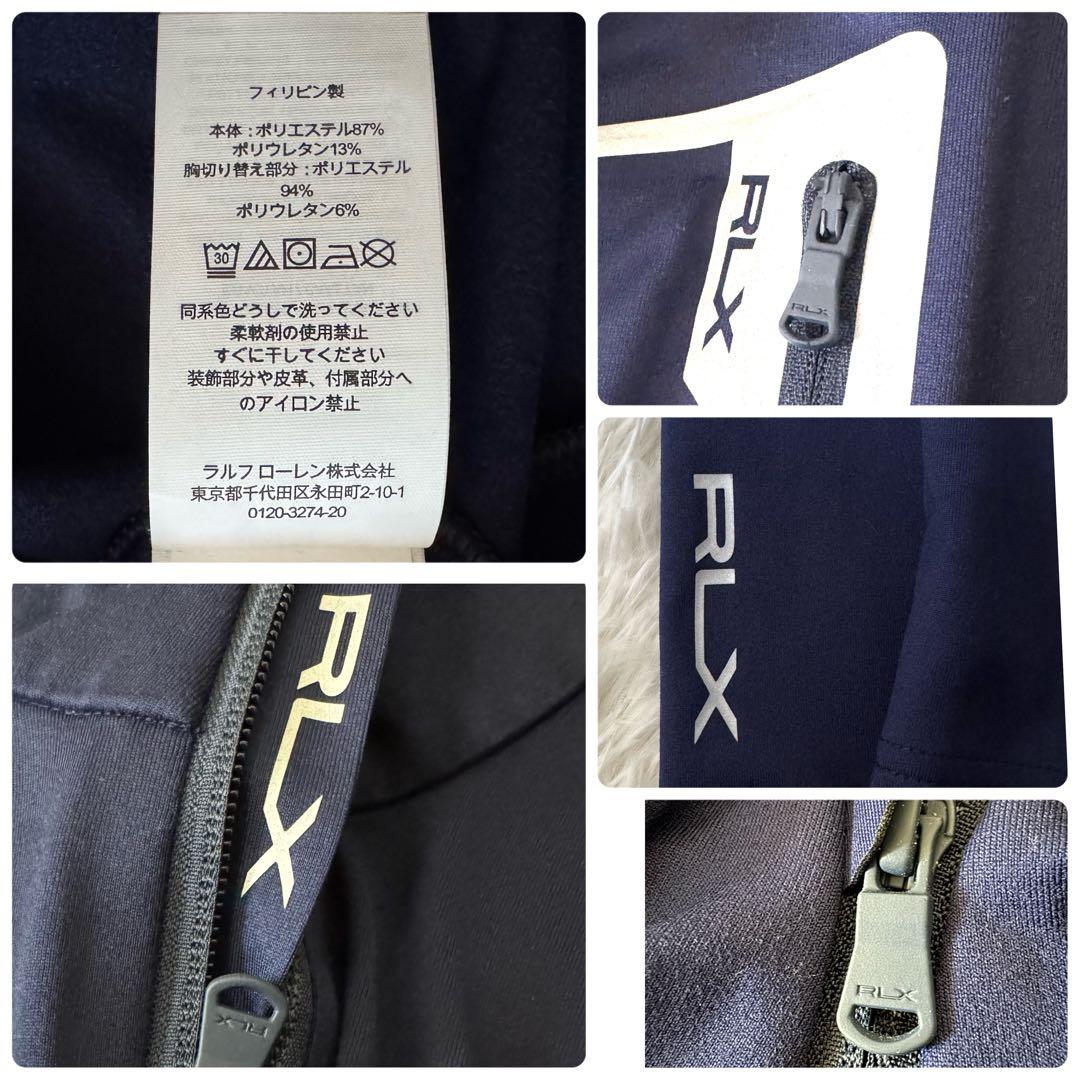 フィリピン製
本体：ポリエステル87%
ポリウレタン13%
胸切り替え部分：ポリエステル
94%
ポリウレタン6%
30
同系色どうしで洗ってください
柔軟剤の使用禁止
すぐに干してください
装飾部分や皮革、付属部分へ
のアイロン禁止
ラルフ ローレン株式会社
東京都千代田区永田町2-10-1
0120-3274-20
RLX
RLX
RLX
RLX
RLX
RLX